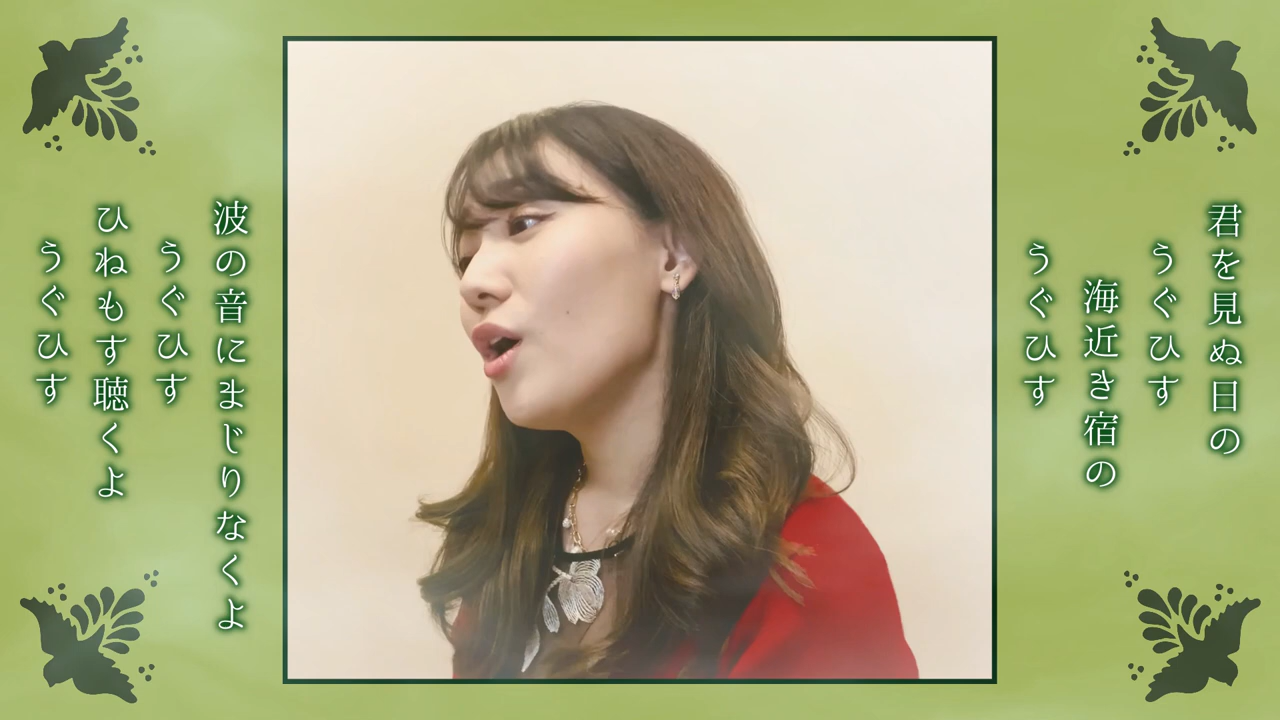 君を見ぬ日の
うぐひす
海近き宿の
うぐひす
波の音にまじりなくよ
うぐひす
ひねもす聴くよ
うぐひす